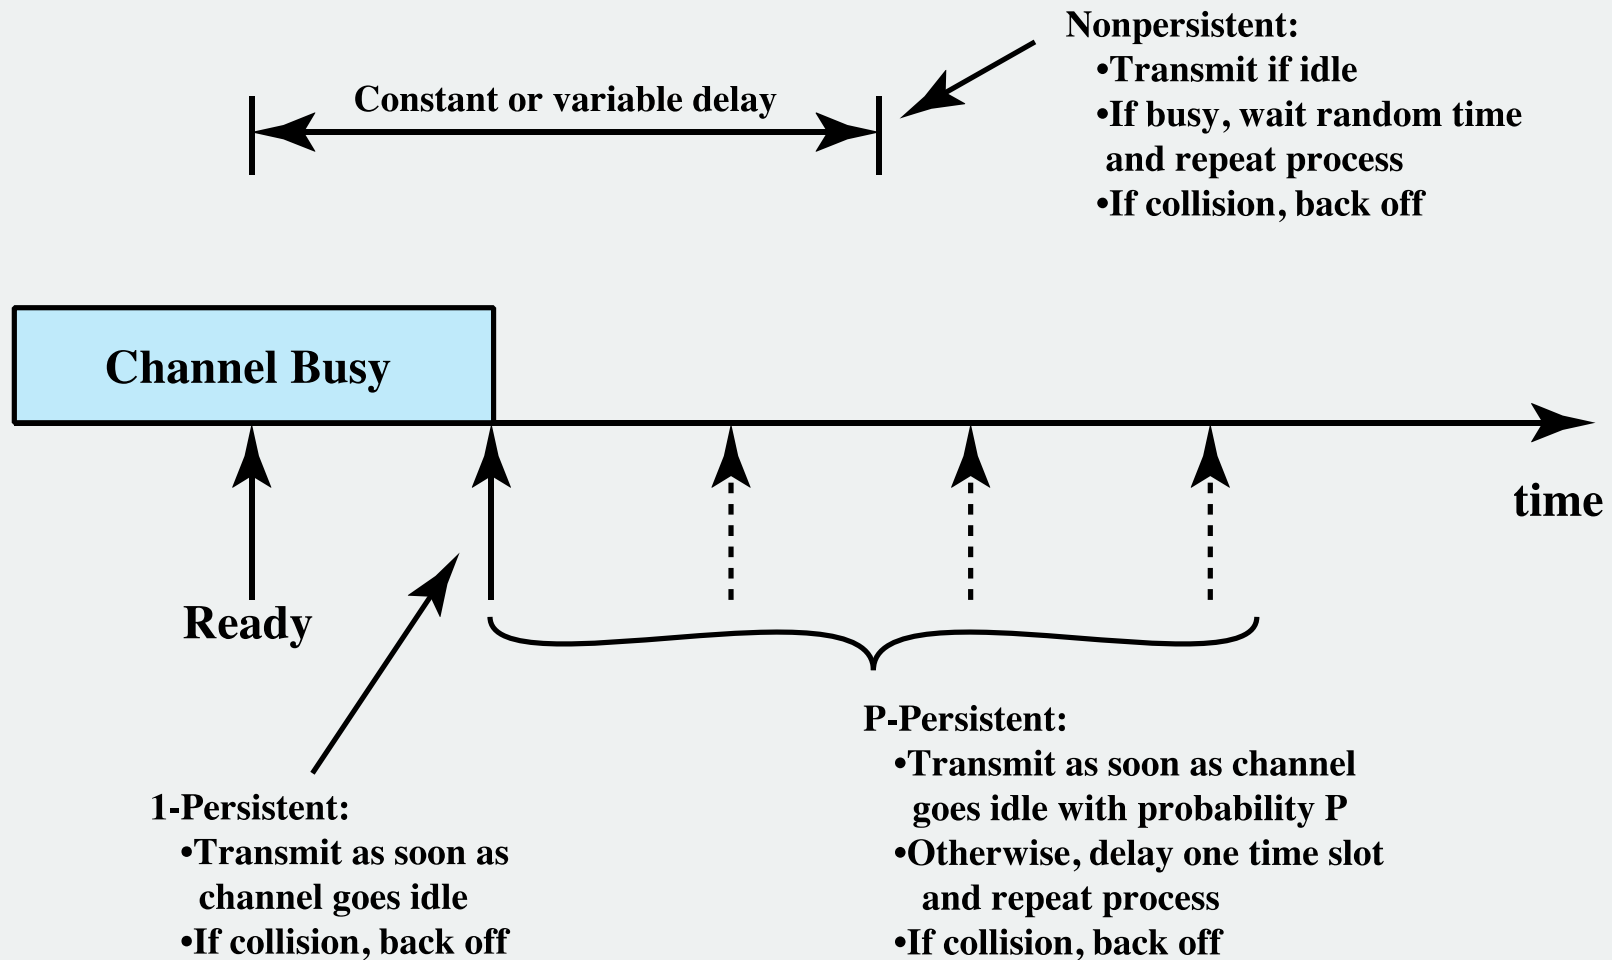 Nonpersistent:
•Transmit if idle
•If busy, wait random time
and repeat process
•If collision, back off
Constant or variable delay
Channel Busy
time
Ready
1-Persistent:
•Transmit as soon as
channel goes idle
•If collision, back off
P-Persistent:
•Transmit as soon as channel
goes idle with probability P
•Otherwise, delay one time slot
and repeat process
•If collision, back off